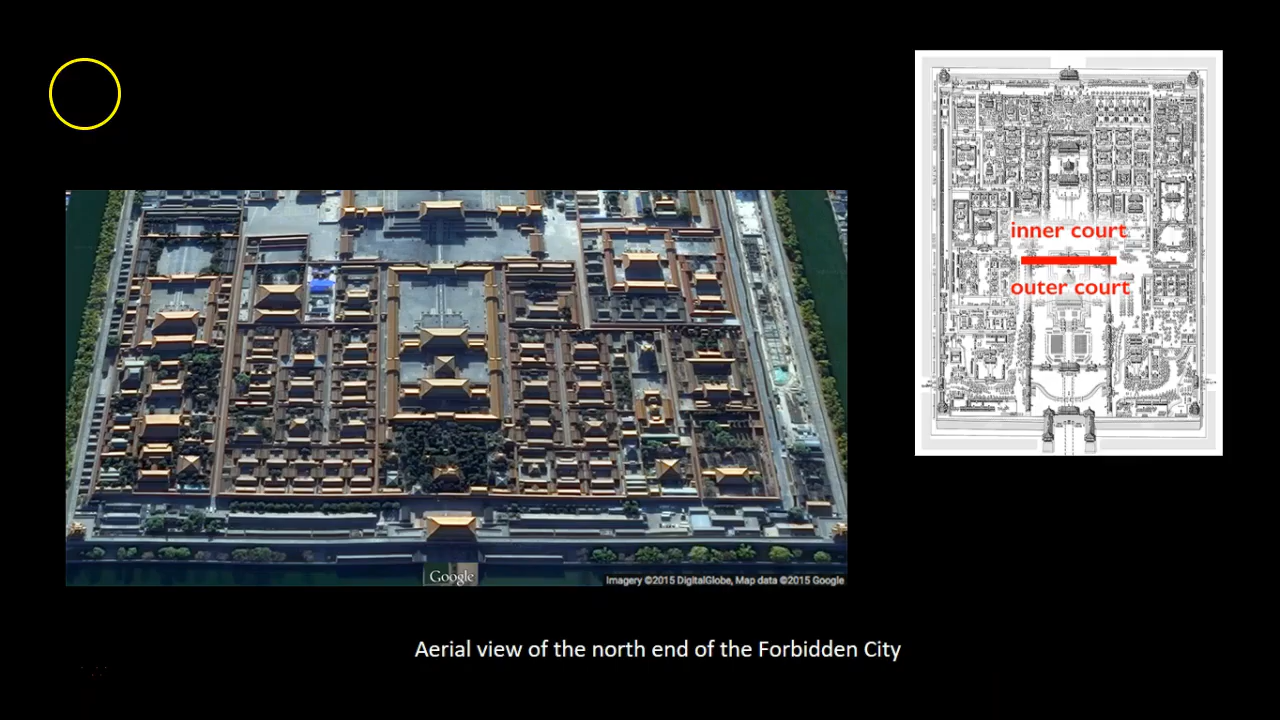 inner court
outer court
Google
Imagery ©2015 DigitalGlobe, Map data ©2015 Google
Aerial view of the north end of the Forbidden City